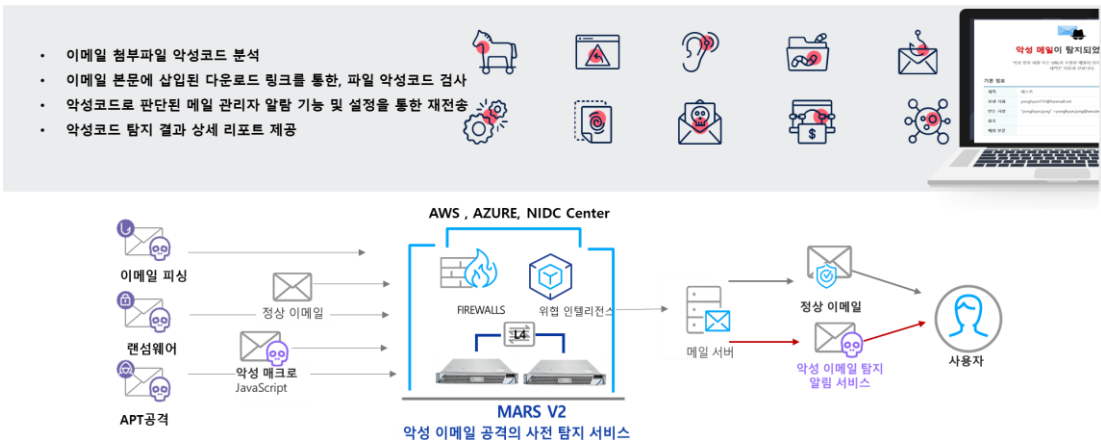 • 이메일 첨부파일 악성코드 분석
• 이메일 본문에 삽입된 다운로드 링크를 통한, 파일 악성코드 검사
• 악성코드로 판단된 메일 관리자 알람 기능 및 설정을 통한 재전송
• 악성코드 탐지 결과 상세 리포트 제공
악성 메일이 탐지되었
기본 정보
제목
$
AWS , AZURE, NIDC Center
이메일 피싱
정상 이메일
랜섬웨어
악성 매크로
JavaScript
APT공격
FIREWALLS
위협 인텔리전스
L4
MARS V2
악성 이메일 공격의 사전 탐지 서비스
메일 서버
정상 이메일
악성 이메일 탐지
알림 서비스
사용자